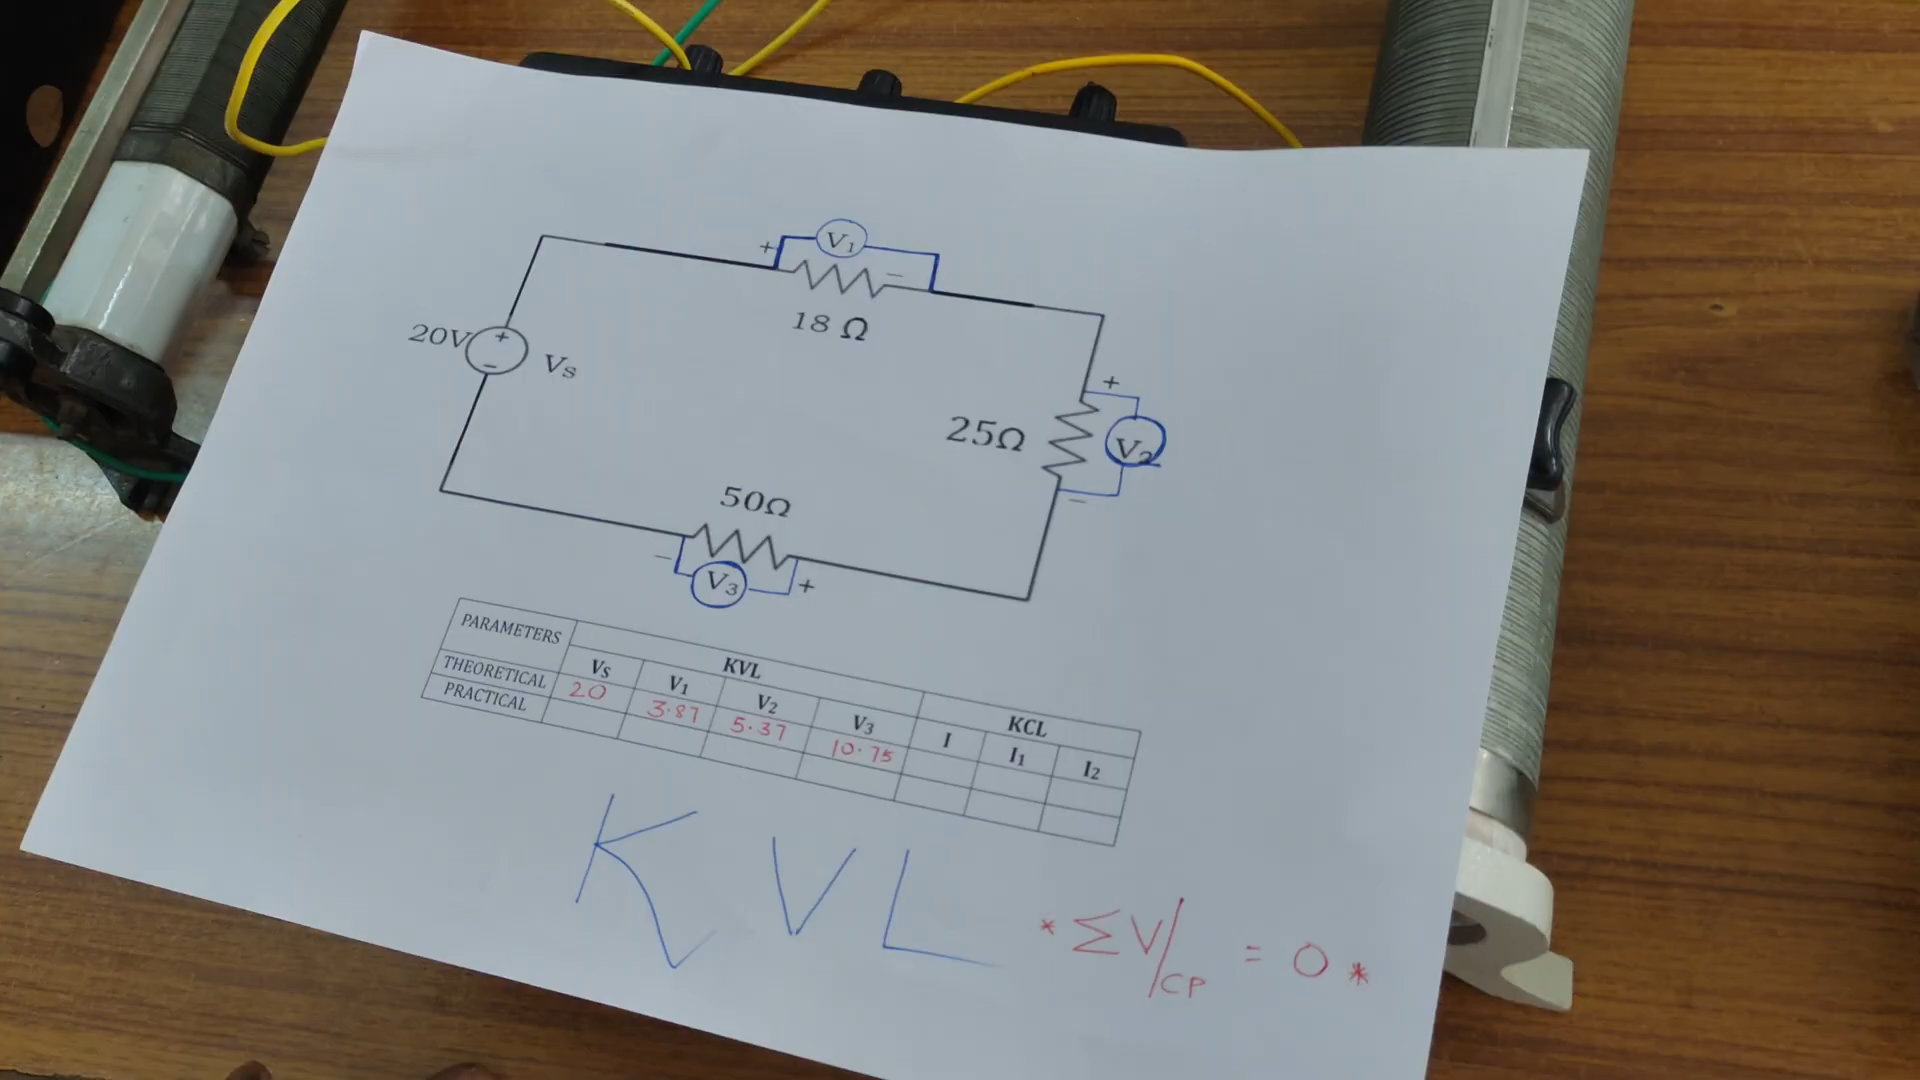 + V1 −
18 Ω
20V + − Vs
+
25Ω V2
−
50Ω
− V3 +
PARAMETERS KVL KCL
Vs V1 V2 V3 I I1 I2
THEORETICAL 20 3.87 5.37 10.75
PRACTICAL
KVL
* ΣV/CP = 0 *